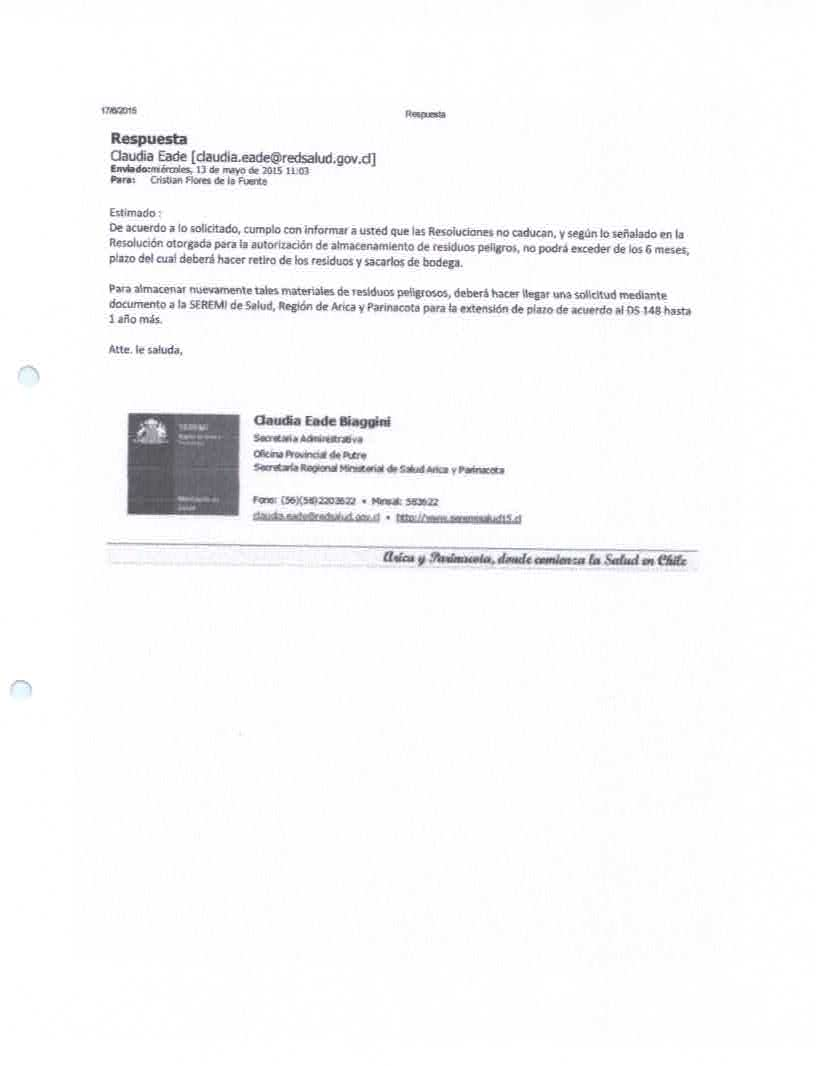 17/6/2015
Respuesta
Respuesta
Claudia Eade [claudia.eade@redsalud.gov.cl]
Enviado:miércoles, 13 de mayo de 2015 11:03
Para: Cristian Flores de la Fuente
Estimado :
De acuerdo a lo solicitado, cumplo con informar a usted que las Resoluciones no caducan, y según lo señalado en la
Resolución otorgada para la autorización de almacenamiento de residuos peligros, no podrá exceder de los 6 meses,
plazo del cual deberá hacer retiro de los residuos y sacarlos de bodega.
Para almacenar nuevamente tales materiales de residuos peligrosos, deberá hacer llegar una solicitud mediante
documento a la SEREMI de Salud, Región de Arica y Parinacota para la extensión de plazo de acuerdo al DS 148 hasta
1 año más.
Atte. le saluda,
SEREMI
Claudia Eade Biaggini
Secretaria Administrativa
Oficina Provincial de Putre
Secretaría Regional Ministerial de Salud Arica y Parinacota
Ministerio de
Salud
Fono: (56)(58)2203622 • Minsal: 583622
claudia.eade@redsalud.gov.cl • http://www.seremisalud15.cl
Arica y Parinacota, donde comienza la Salud en Chile